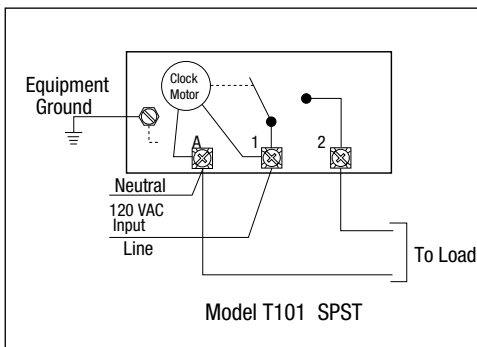 Equipment
Ground
Clock
Motor
A
1
2
Neutral
120 VAC
Input
Line
To Load
Model T101 SPST